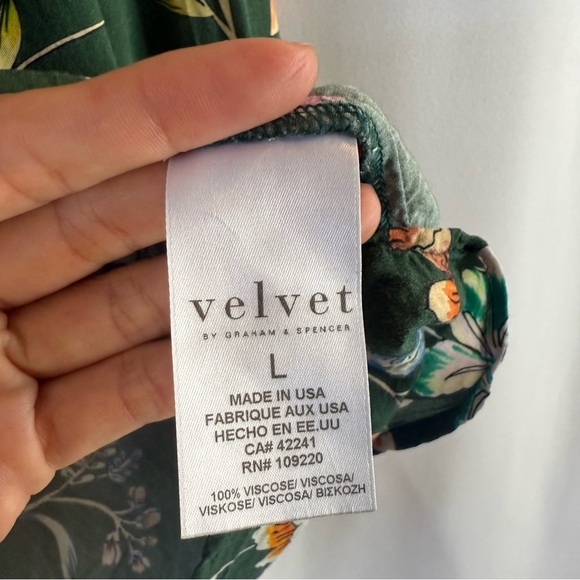 velvet
BY GRAHAM & SPENCER
L
MADE IN USA
FABRIQUE AUX USA
HECHO EN EE.UU
CA# 42241
RN# 109220
100% VISCOSE/ VISCOSA/
VISKOSE/ VISCOSA/ ΒΙΣΚΟΖΗ